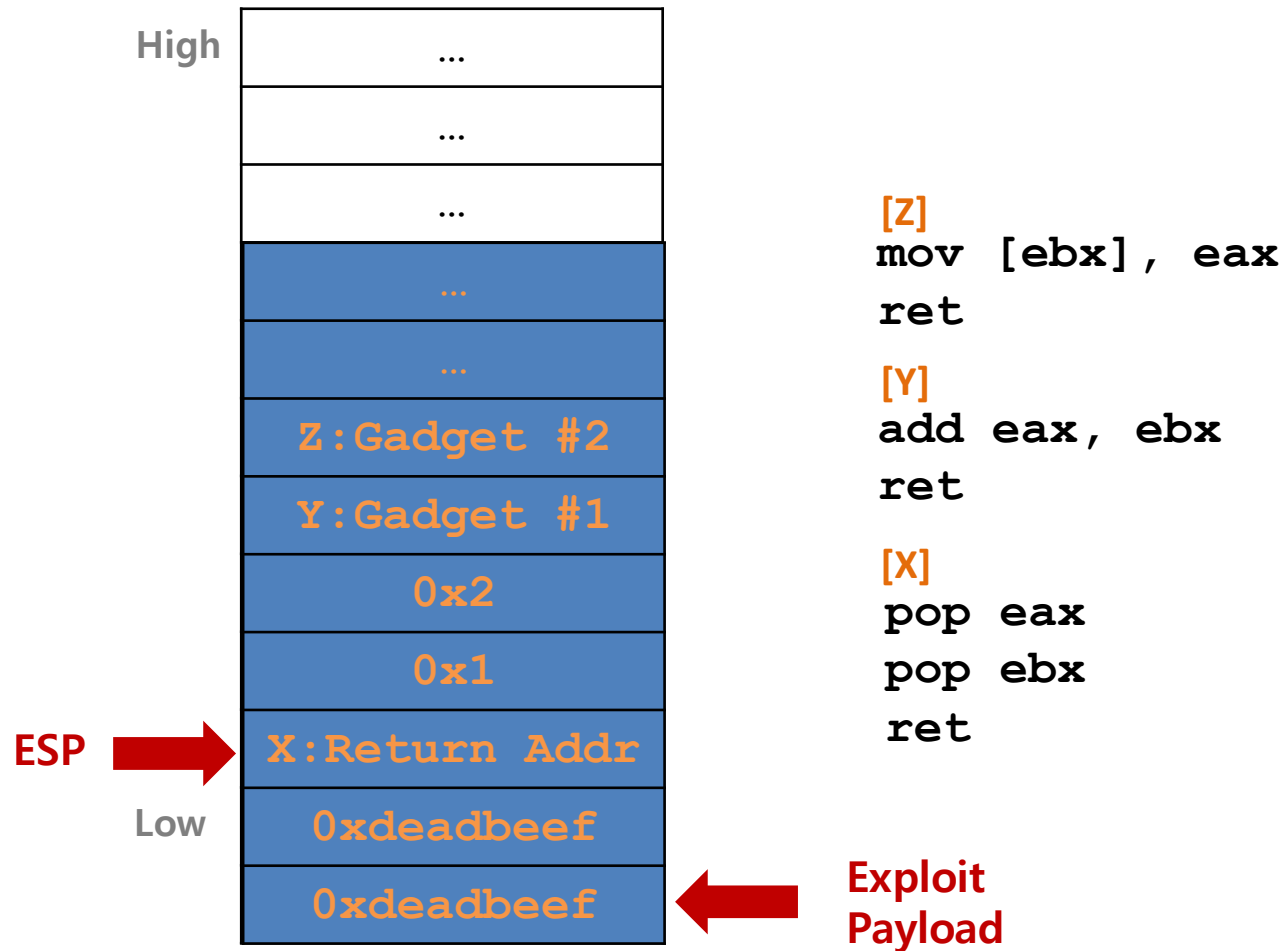 High
...
...
...
...
...
Z:Gadget #2
Y:Gadget #1
0x2
0x1
ESP
X:Return Addr
Low
0xdeadbeef
0xdeadbeef
Exploit
Payload
[Z]
mov [ebx], eax
ret
[Y]
add eax, ebx
ret
[X]
pop eax
pop ebx
ret